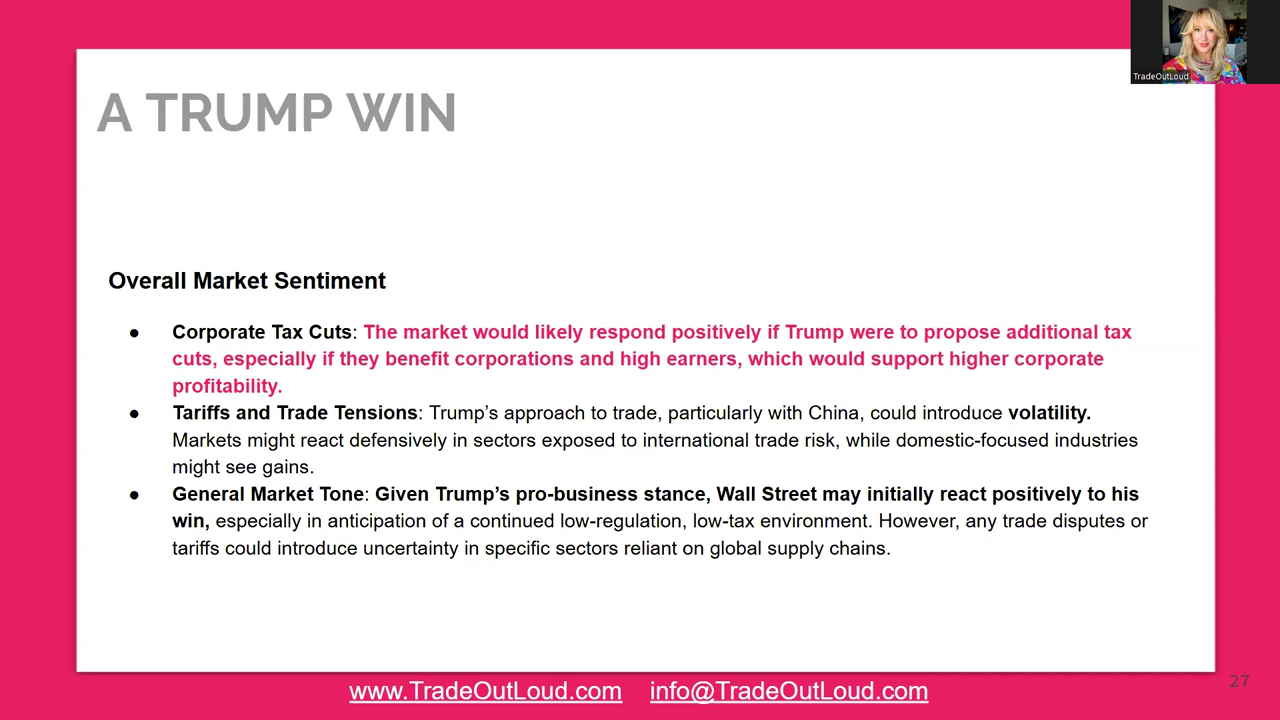 TradeOutLoud
A TRUMP WIN
Overall Market Sentiment
● Corporate Tax Cuts: The market would likely respond positively if Trump were to propose additional tax
cuts, especially if they benefit corporations and high earners, which would support higher corporate
profitability.
● Tariffs and Trade Tensions: Trump’s approach to trade, particularly with China, could introduce volatility.
Markets might react defensively in sectors exposed to international trade risk, while domestic-focused industries
might see gains.
● General Market Tone: Given Trump’s pro-business stance, Wall Street may initially react positively to his
win, especially in anticipation of a continued low-regulation, low-tax environment. However, any trade disputes or
tariffs could introduce uncertainty in specific sectors reliant on global supply chains.
www.TradeOutLoud.com info@TradeOutLoud.com
27